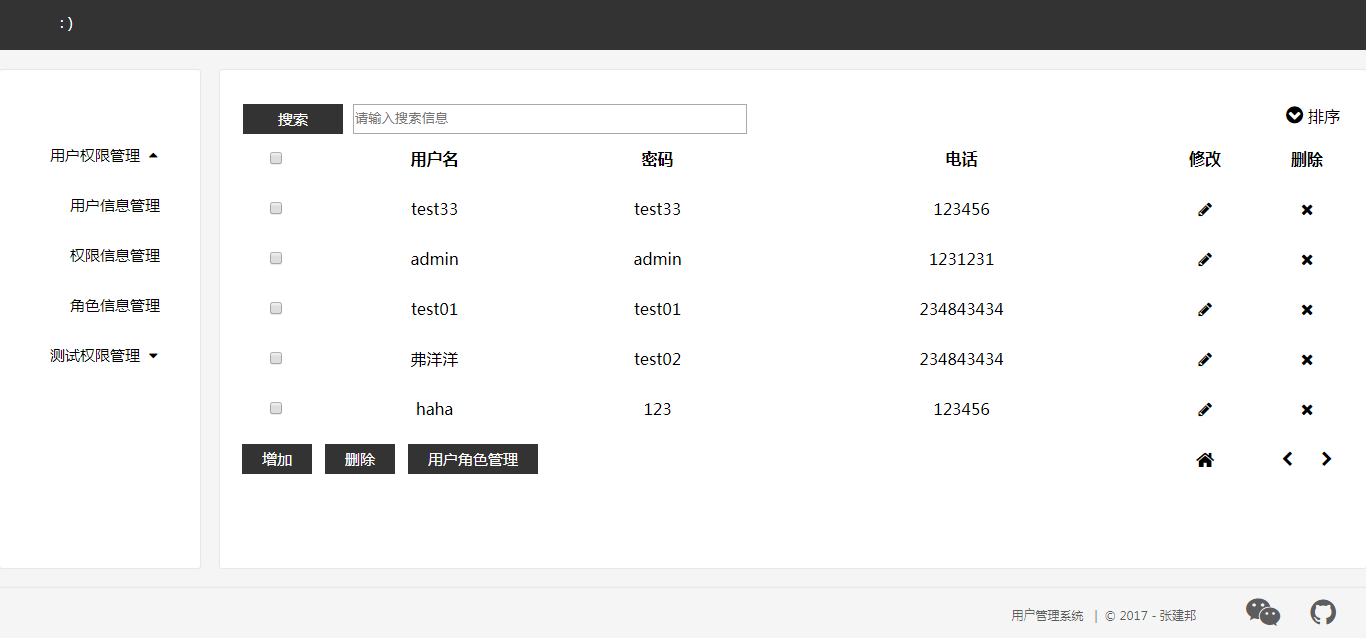 :)
用户权限管理
用户信息管理
权限信息管理
角色信息管理
测试权限管理
搜索 请输入搜索信息 排序
用户名 密码 电话 修改 删除
test33 test33 123456
admin admin 1231231
test01 test01 234843434
弗洋洋 test02 234843434
haha 123 123456
增加 删除 用户角色管理
用户管理系统 | © 2017 - 张建邦